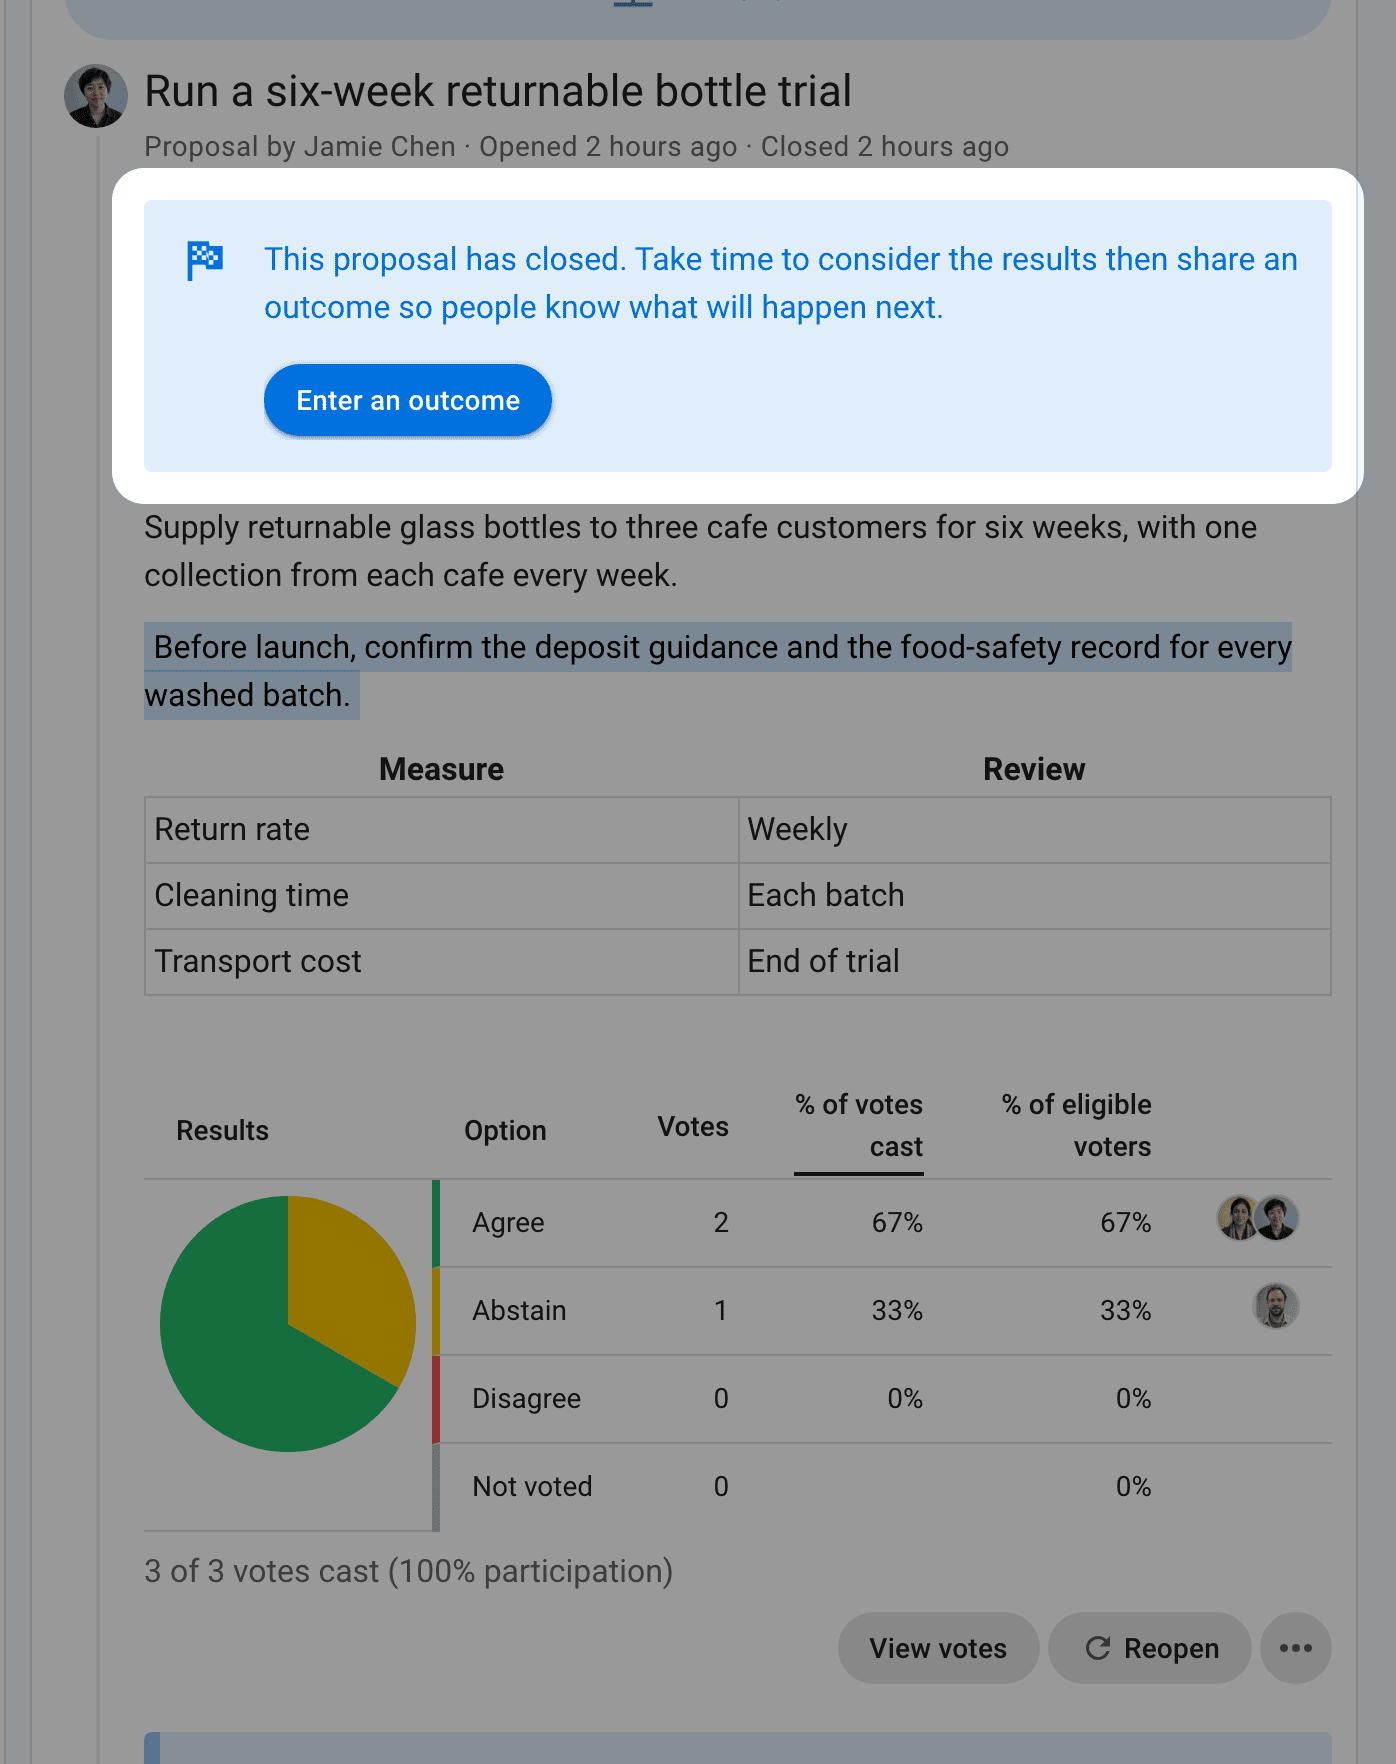 Run a six-week returnable bottle trial
Proposal by Jamie Chen · Opened 2 hours ago · Closed 2 hours ago
This proposal has closed. Take time to consider the results then share an
outcome so people know what will happen next.
Enter an outcome
Supply returnable glass bottles to three cafe customers for six weeks, with one
collection from each cafe every week.
Before launch, confirm the deposit guidance and the food-safety record for every
washed batch.
Measure Review
Return rate Weekly
Cleaning time Each batch
Transport cost End of trial
Results Option Votes % of votes cast % of eligible voters
Agree 2 67% 67%
Abstain 1 33% 33%
Disagree 0 0% 0%
Not voted 0 0%
3 of 3 votes cast (100% participation)
View votes Reopen